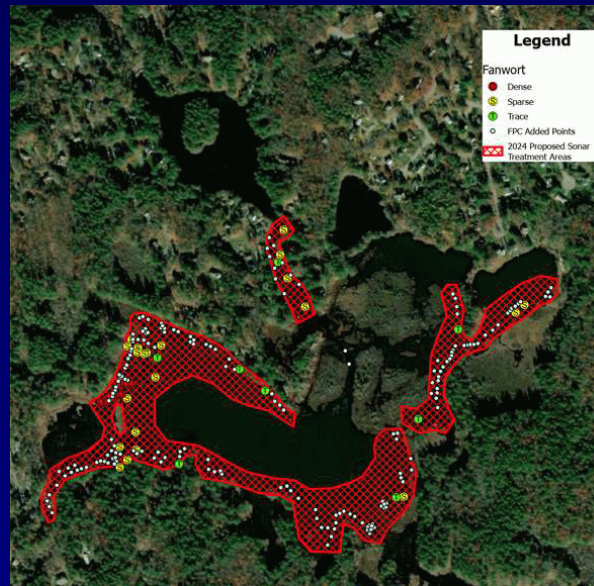 Legend
Fanwort
Dense
S Sparse
T Trace
FPC Added Points
2024 Proposed Sonar
Treatment Areas